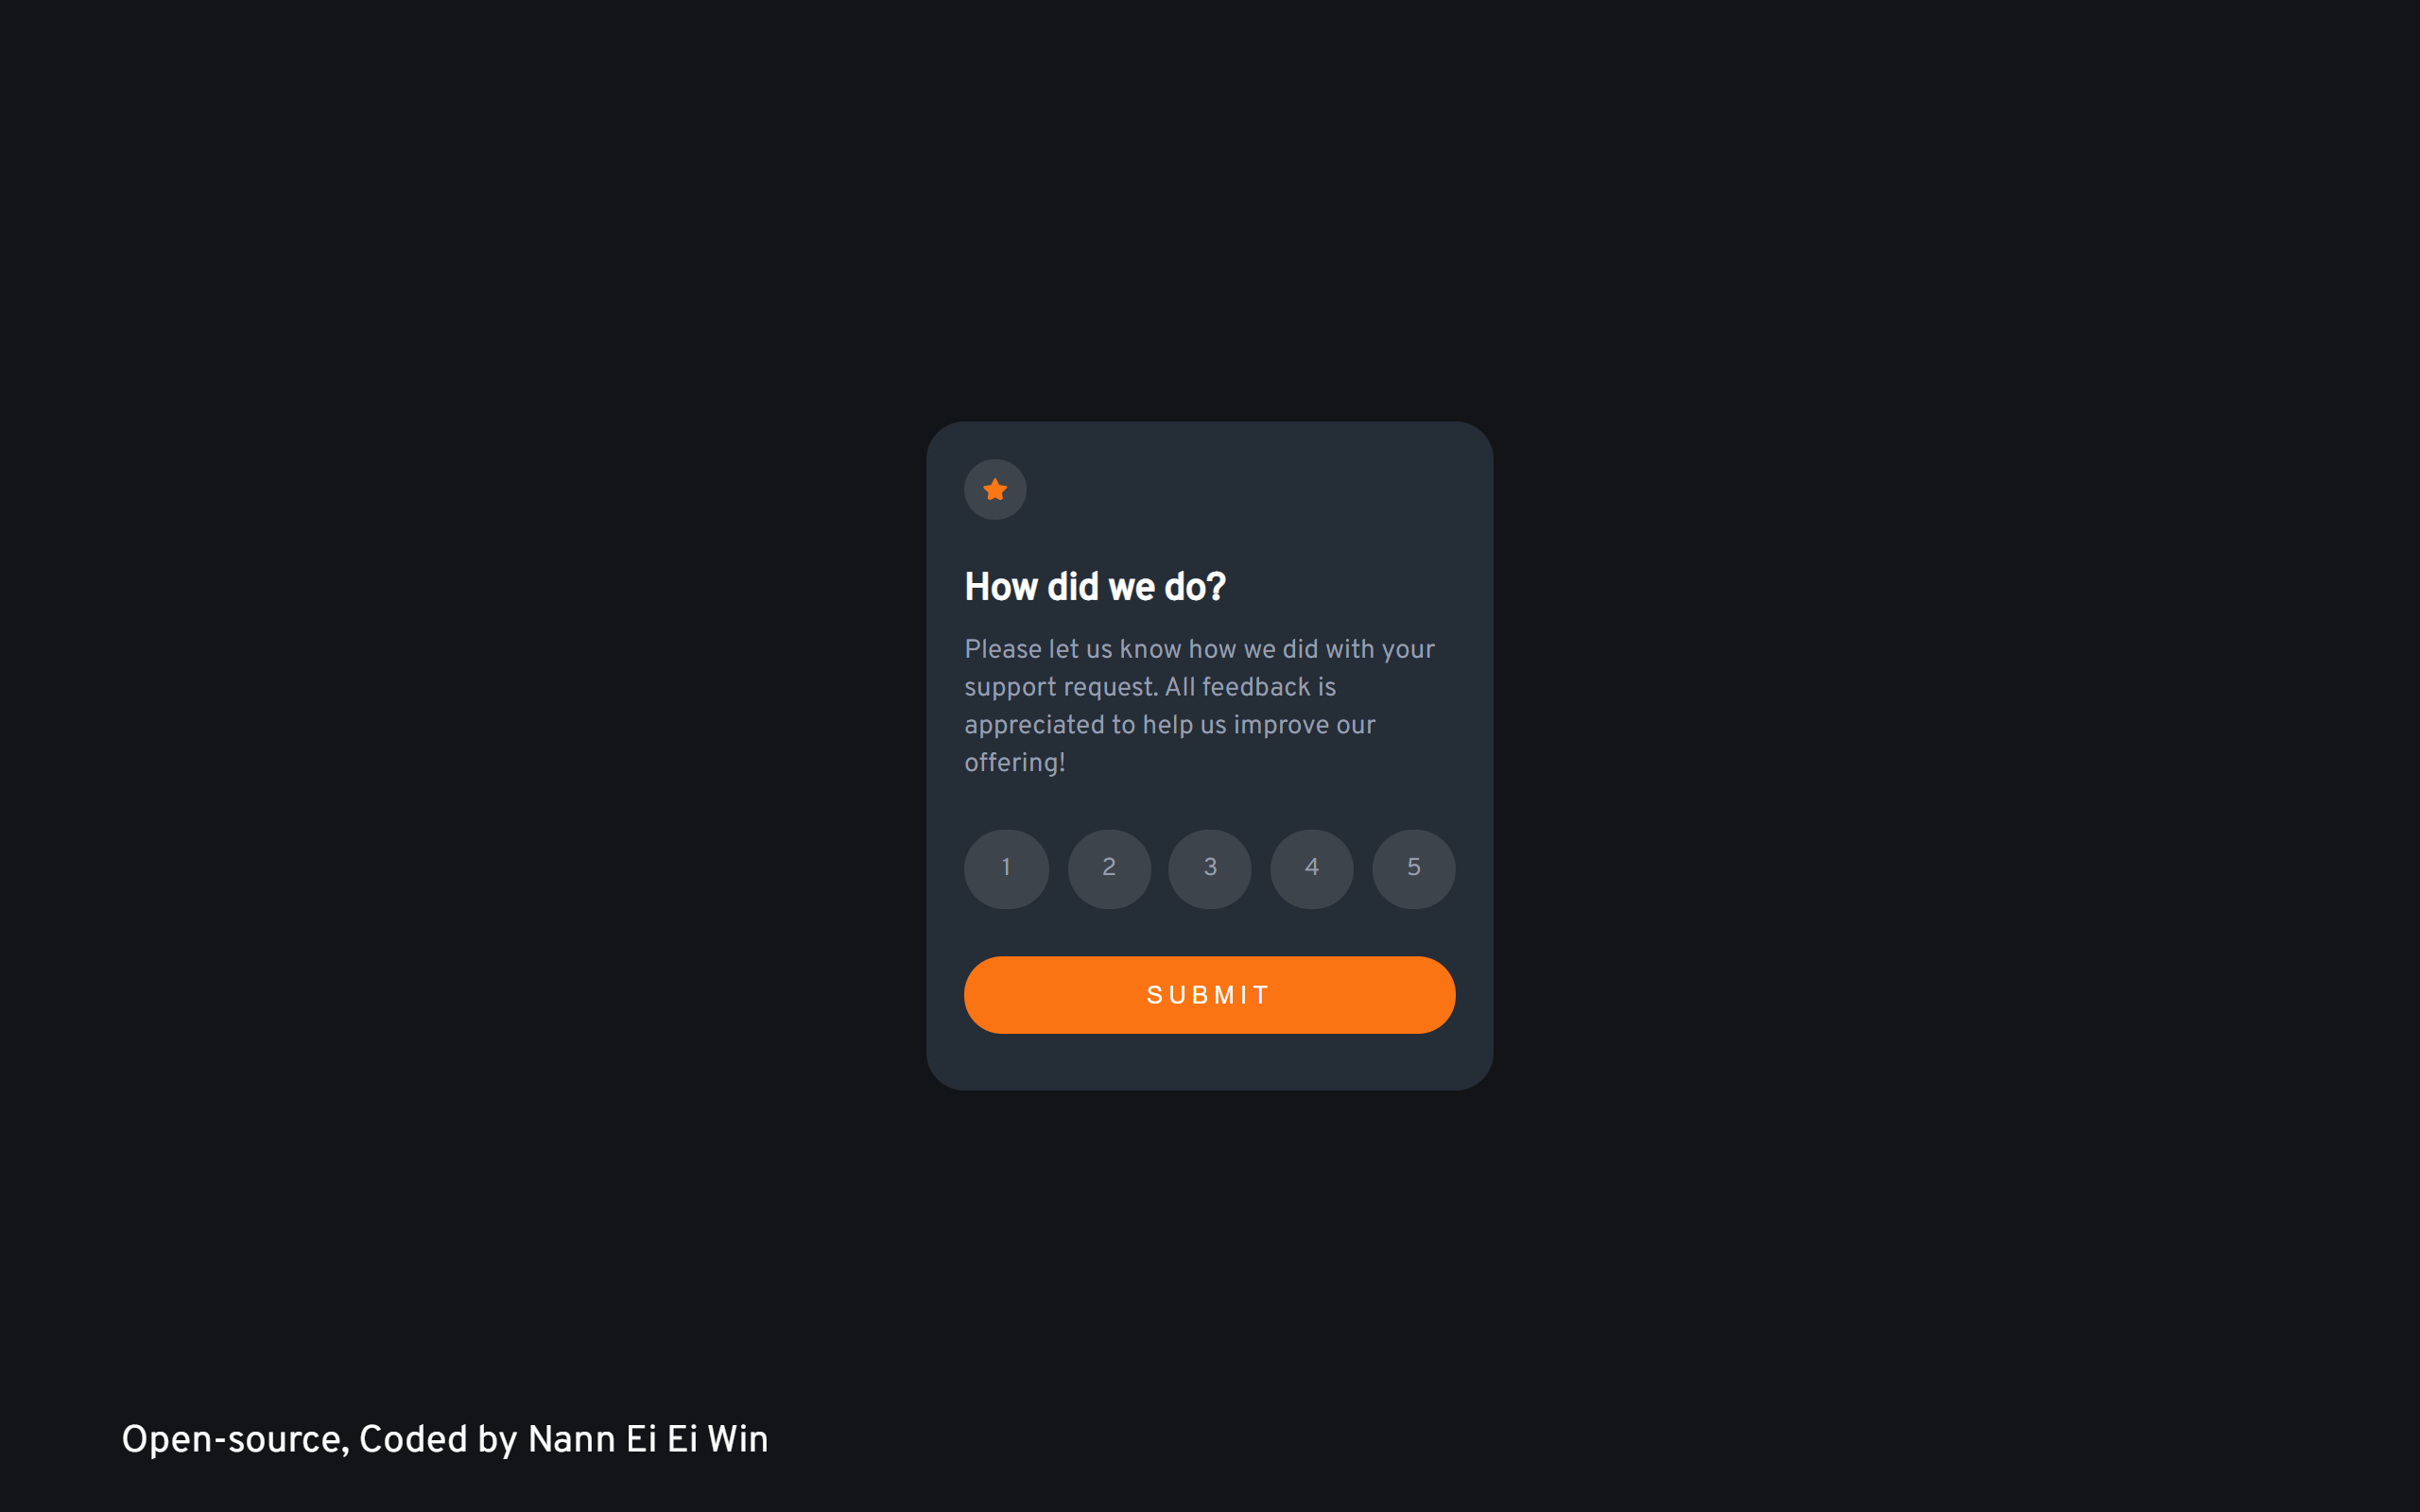 How did we do?
Please let us know how we did with your
support request. All feedback is
appreciated to help us improve our
offering!
1 2 3 4 5
SUBMIT
Open-source, Coded by Nann Ei Ei Win